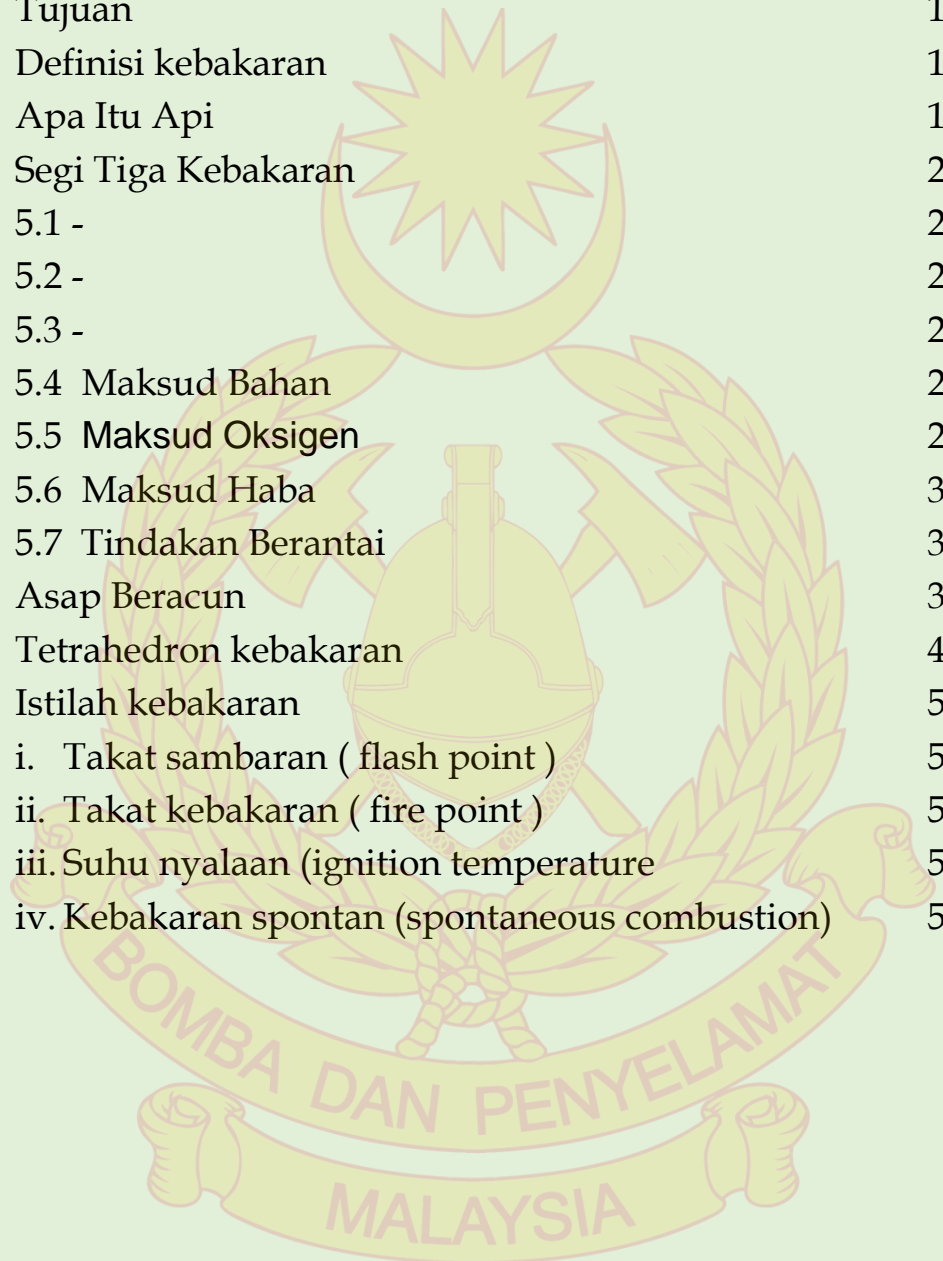 Tujuan 1
Definisi kebakaran 1
Apa Itu Api 1
Segi Tiga Kebakaran 2
5.1 - 2
5.2 - 2
5.3 - 2
5.4 Maksud Bahan 2
5.5 Maksud Oksigen 2
5.6 Maksud Haba 3
5.7 Tindakan Berantai 3
Asap Beracun 3
Tetrahedron kebakaran 4
Istilah kebakaran 5
i. Takat sambaran ( flash point ) 5
ii. Takat kebakaran ( fire point ) 5
iii. Suhu nyalaan (ignition temperature 5
iv. Kebakaran spontan (spontaneous combustion) 5
BOMBA DAN PENYELAMAT
MALAYSIA